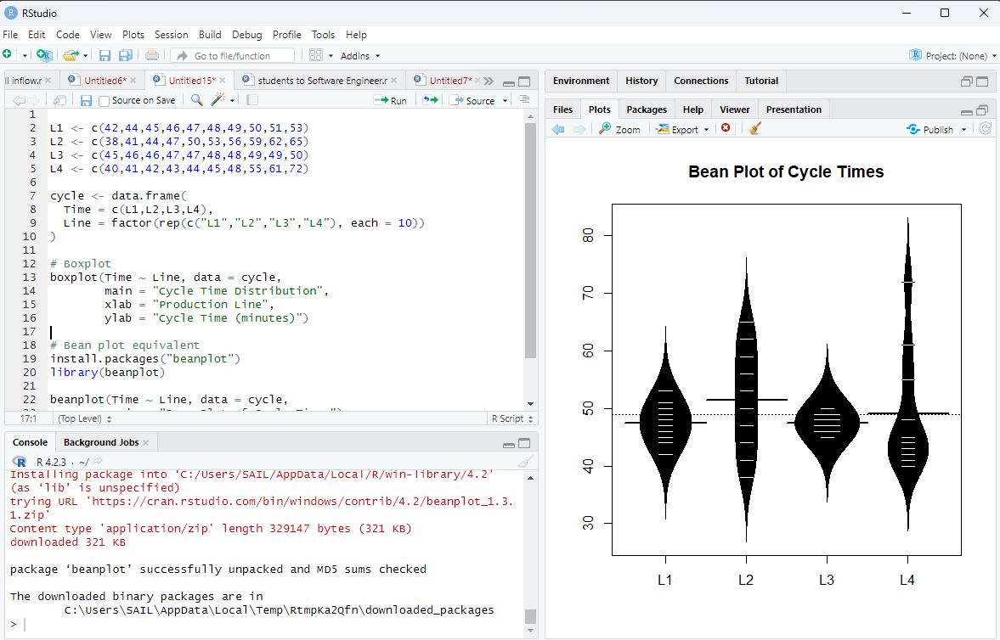 RStudio
File Edit Code View Plots Session Build Debug Profile Tools Help
Go to file/function Addins Project: (None)
ll inflow.r Untitled6* Untitled15* students to Software Engineer.r Untitled7*
Source on Save Run Source
1
2 L1 <- c(42,44,45,46,47,48,49,50,51,53)
3 L2 <- c(38,41,44,47,50,53,56,59,62,65)
4 L3 <- c(45,46,46,47,47,48,48,49,49,50)
5 L4 <- c(40,41,42,43,44,45,48,55,61,72)
6
7 cycle <- data.frame(
8 Time = c(L1,L2,L3,L4),
9 Line = factor(rep(c("L1","L2","L3","L4"), each = 10))
10 )
11
12 # Boxplot
13 boxplot(Time ~ Line, data = cycle,
14 main = "Cycle Time Distribution",
15 xlab = "Production Line",
16 ylab = "Cycle Time (minutes)")
17
18 # Bean plot equivalent
19 install.packages("beanplot")
20 library(beanplot)
21
22 beanplot(Time ~ Line, data = cycle,
17:1 (Top Level) R Script
Console Background Jobs
R 4.2.3 · ~/
Installing package into ‘C:/Users/SAIL/AppData/Local/R/win-library/4.2’
(as ‘lib’ is unspecified)
trying URL 'https://cran.rstudio.com/bin/windows/contrib/4.2/beanplot_1.3.
1.zip'
Content type 'application/zip' length 329147 bytes (321 KB)
downloaded 321 KB
package ‘beanplot’ successfully unpacked and MD5 sums checked
The downloaded binary packages are in
C:\Users\SAIL\AppData\Local\Temp\RtmpKa2Qfn\downloaded_packages
>
Environment History Connections Tutorial
Files Plots Packages Help Viewer Presentation
Zoom Export Publish
Bean Plot of Cycle Times
80
70
60
50
40
30
L1 L2 L3 L4